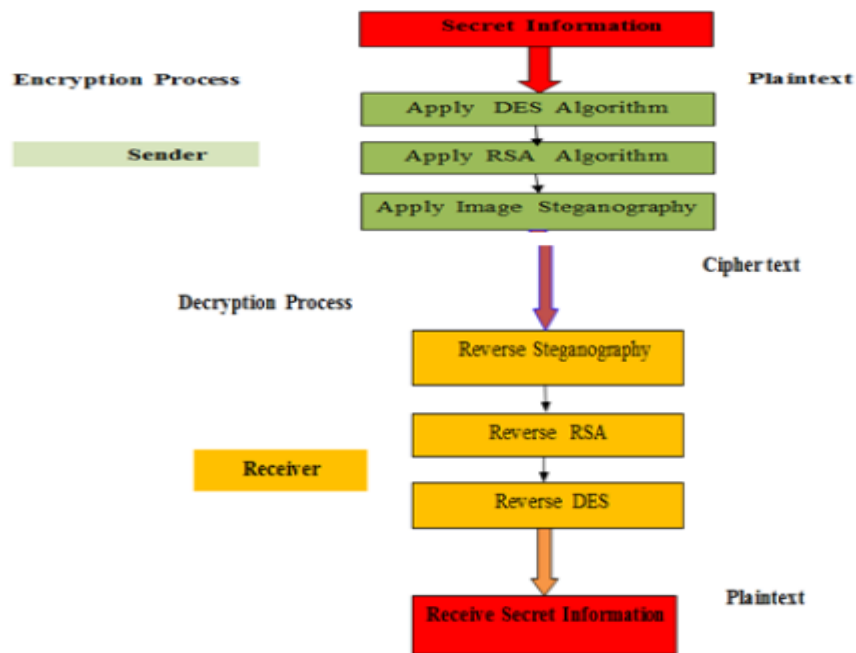 Secret Information
Encryption Process
Plaintext
Apply DES Algorithm
Sender
Apply RSA Algorithm
Apply Image Steganography
Cipher text
Decryption Process
Reverse Steganography
Reverse RSA
Receiver
Reverse DES
Plaintext
Receive Secret Information